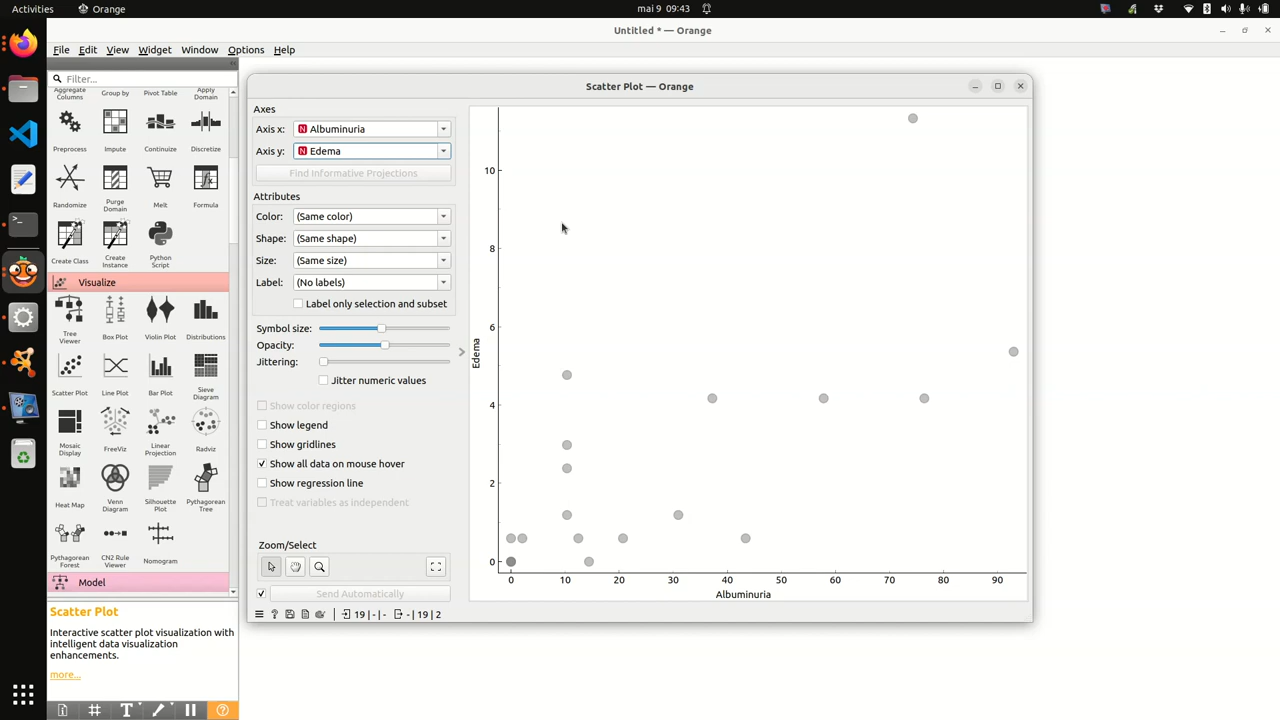 Activities
Orange
mai 9 09:43
Untitled * — Orange
File Edit View Widget Window Options Help
Filter...
Aggregate Columns
Group by
Pivot Table
Apply Domain
Preprocess
Impute
Continuize
Discretize
Randomize
Purge Domain
Melt
Formula
Create Class
Create Instance
Python Script
Visualize
Tree Viewer
Box Plot
Violin Plot
Distributions
Scatter Plot
Line Plot
Bar Plot
Sieve Diagram
Mosaic Display
FreeViz
Linear Projection
Radviz
Heat Map
Venn Diagram
Silhouette Plot
Pythagorean Tree
Pythagorean Forest
CN2 Rule Viewer
Nomogram
Model
Scatter Plot
Interactive scatter plot visualization with
intelligent data visualization
enhancements.
more...
Scatter Plot — Orange
Axes
Axis x: N Albuminuria
Axis y: N Edema
Find Informative Projections
Attributes
Color: (Same color)
Shape: (Same shape)
Size: (Same size)
Label: (No labels)
Label only selection and subset
Symbol size:
Opacity:
Jittering:
Jitter numeric values
Show color regions
Show legend
Show gridlines
Show all data on mouse hover
Show regression line
Treat variables as independent
Zoom/Select
Send Automatically
19 | - | - - | 19 | 2
10
8
6
4
2
0
Edema
0 10 20 30 40 50 60 70 80 90
Albuminuria